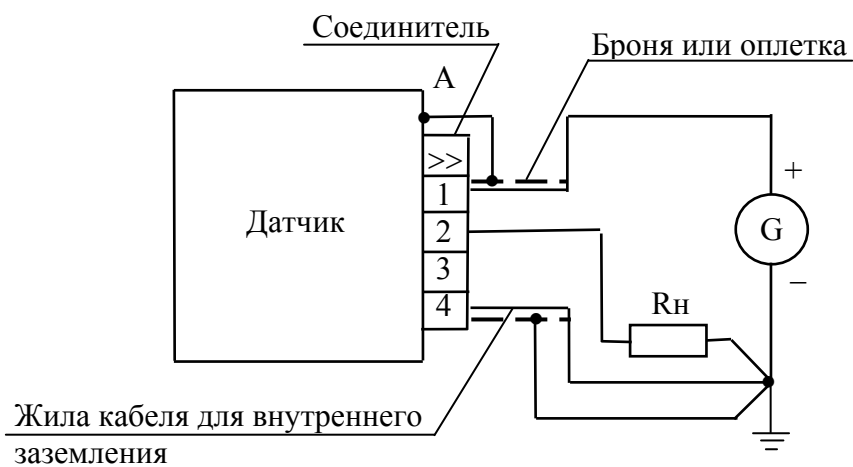 Соединитель
Броня или оплетка
А
>>
1
2
3
4
Датчик
+
G
–
Rн
Жила кабеля для внутреннего
заземления